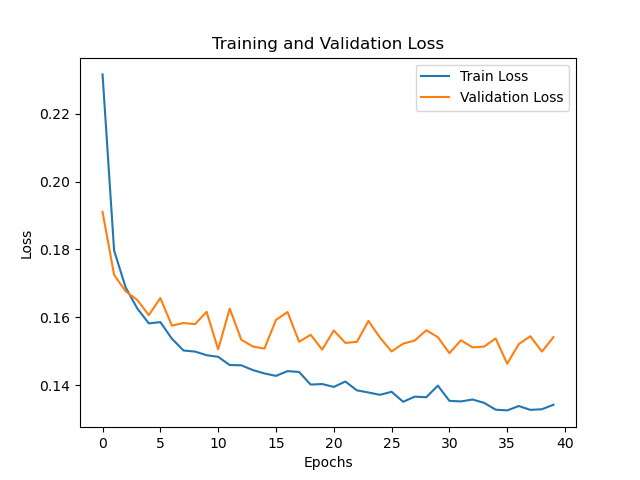 Training and Validation Loss
Train Loss
Validation Loss
0.22
0.20
0.18
0.16
0.14
Loss
0 5 10 15 20 25 30 35 40
Epochs